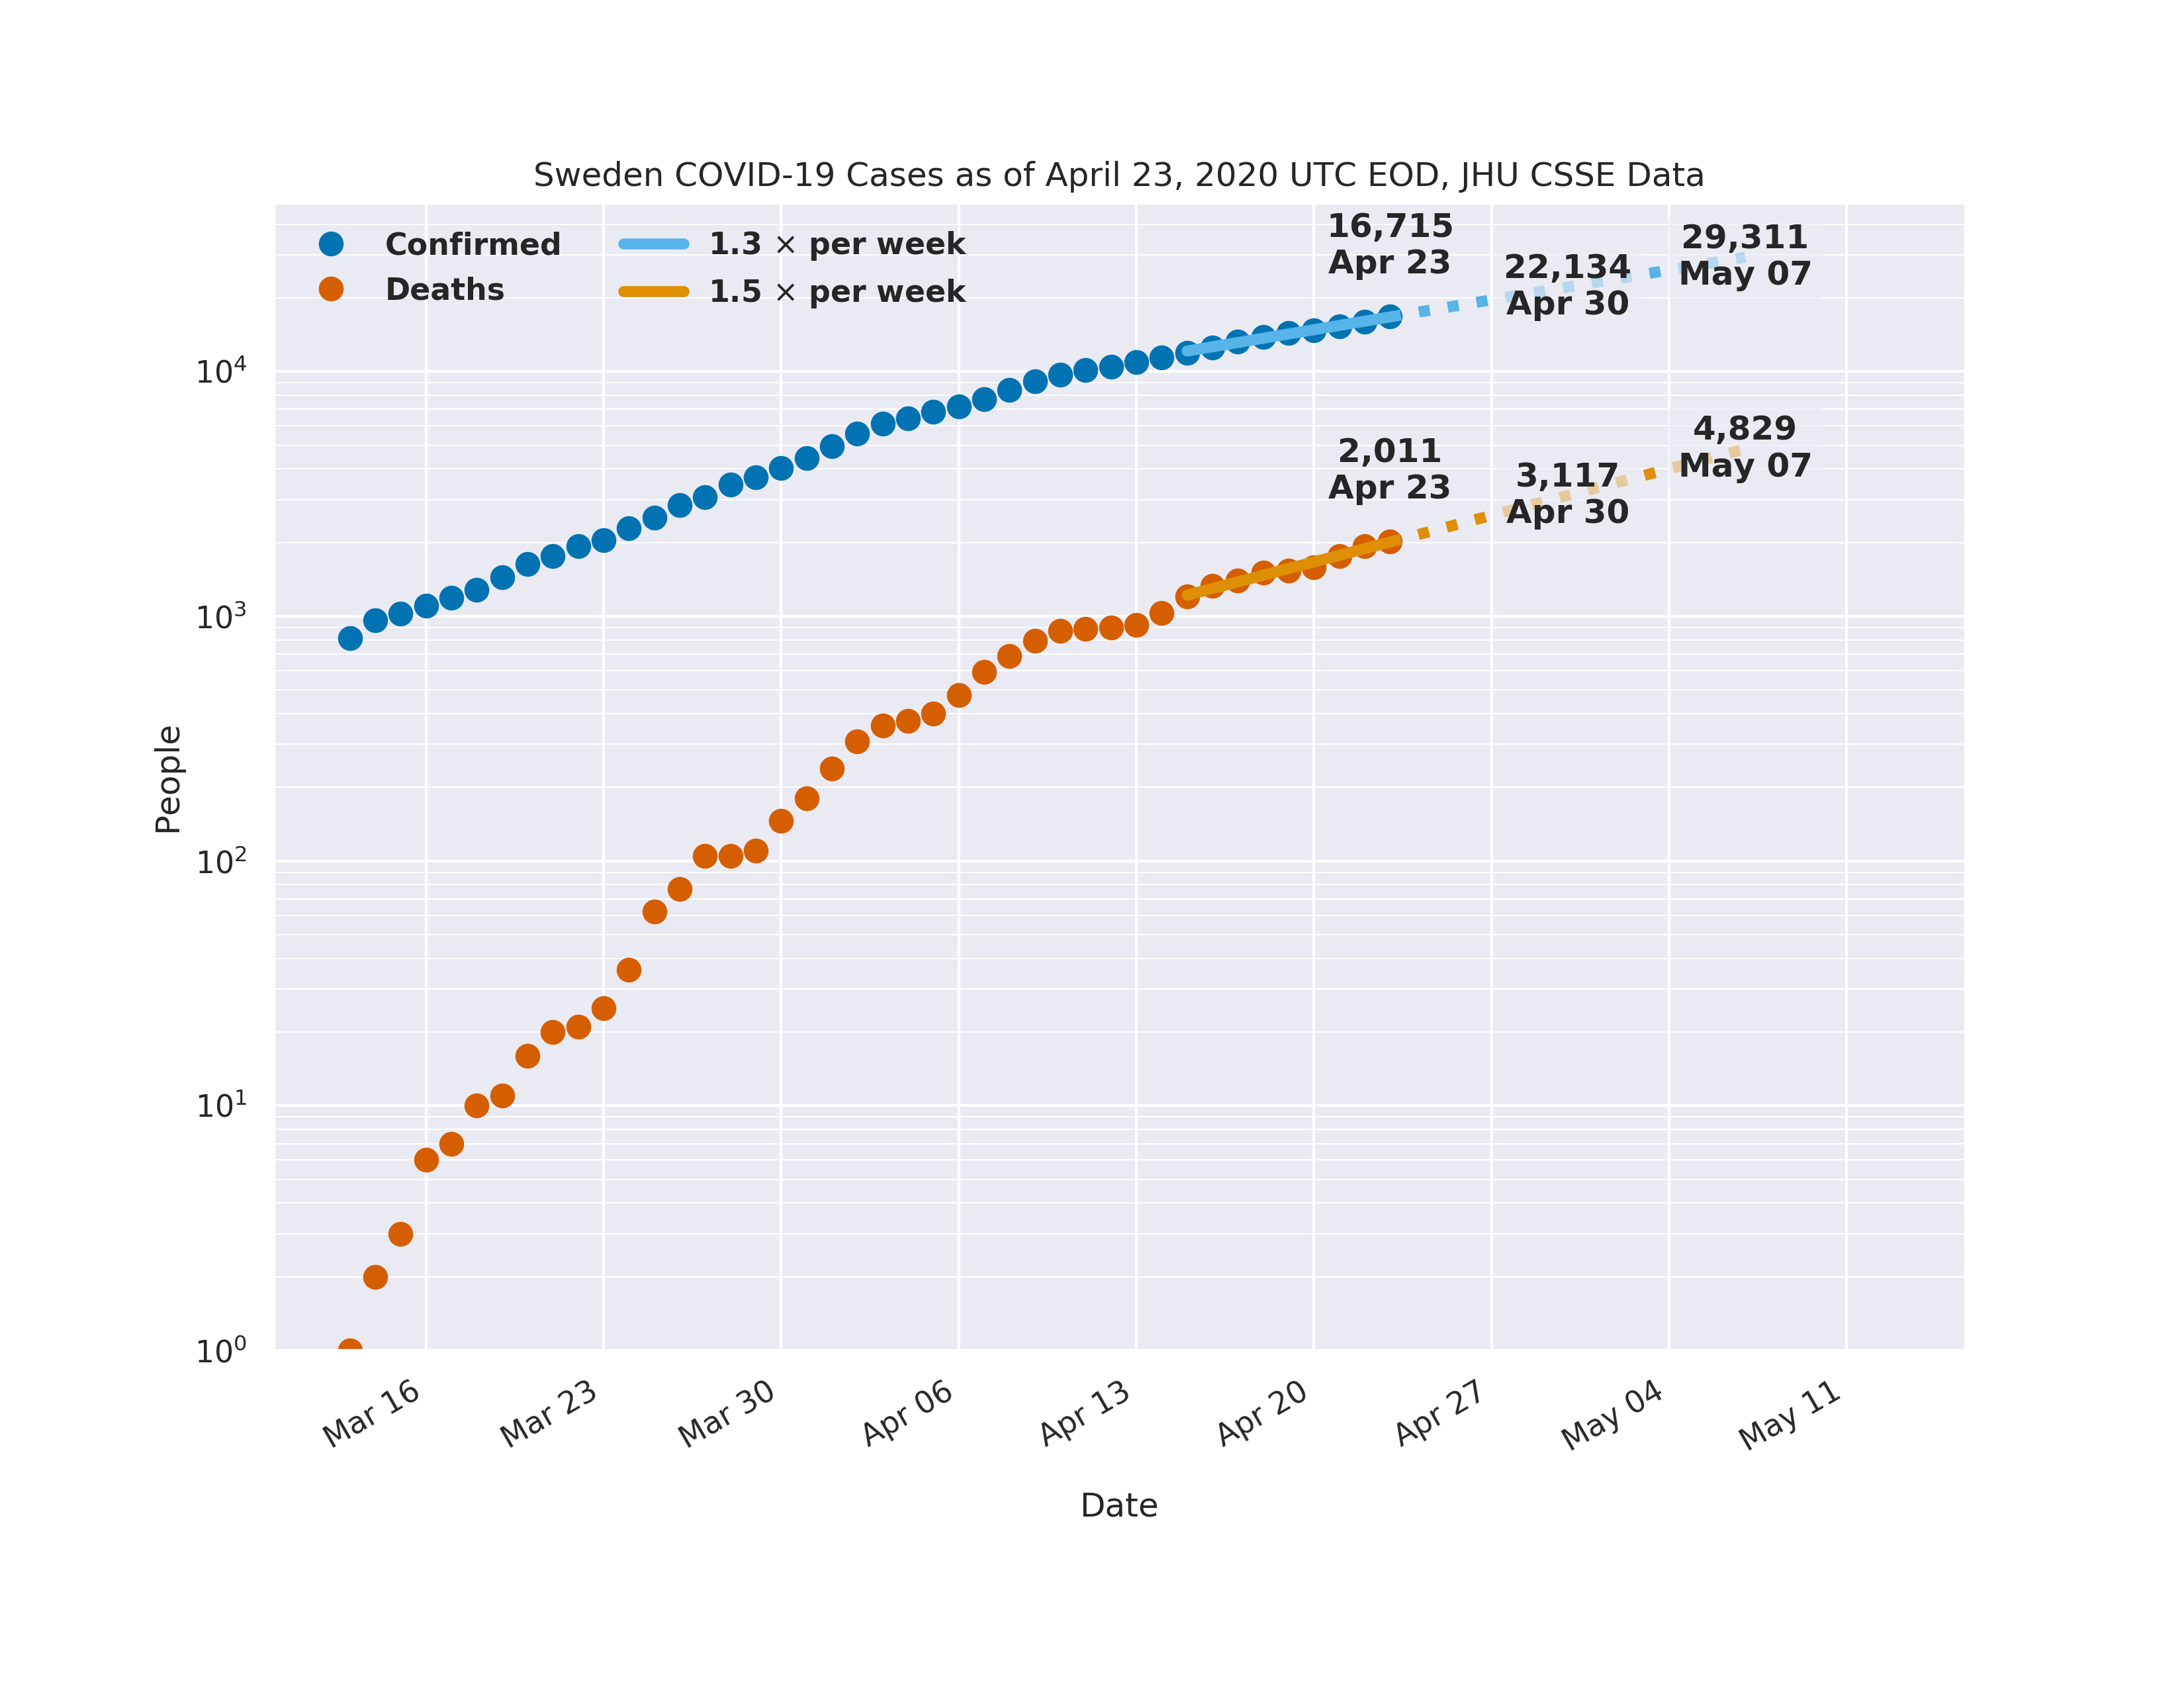 Sweden COVID-19 Cases as of April 23, 2020 UTC EOD, JHU CSSE Data
Confirmed
Deaths
1.3 × per week
1.5 × per week
16,715
Apr 23
22,134
Apr 30
29,311
May 07
2,011
Apr 23
3,117
Apr 30
4,829
May 07
People
10⁴
10³
10²
10¹
10⁰
Mar 16
Mar 23
Mar 30
Apr 06
Apr 13
Apr 20
Apr 27
May 04
May 11
Date